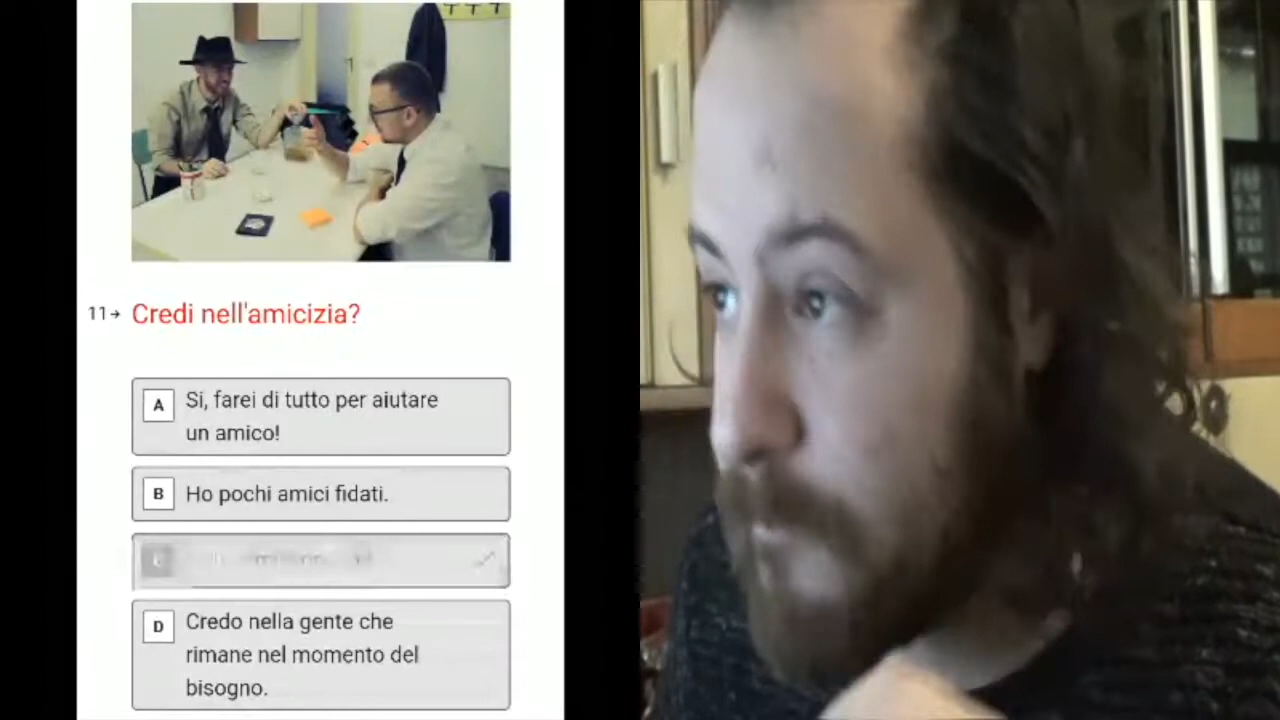 11→ Credi nell'amicizia?
A Si, farei di tutto per aiutare
un amico!
B Ho pochi amici fidati.
D Credo nella gente che
rimane nel momento del
bisogno.